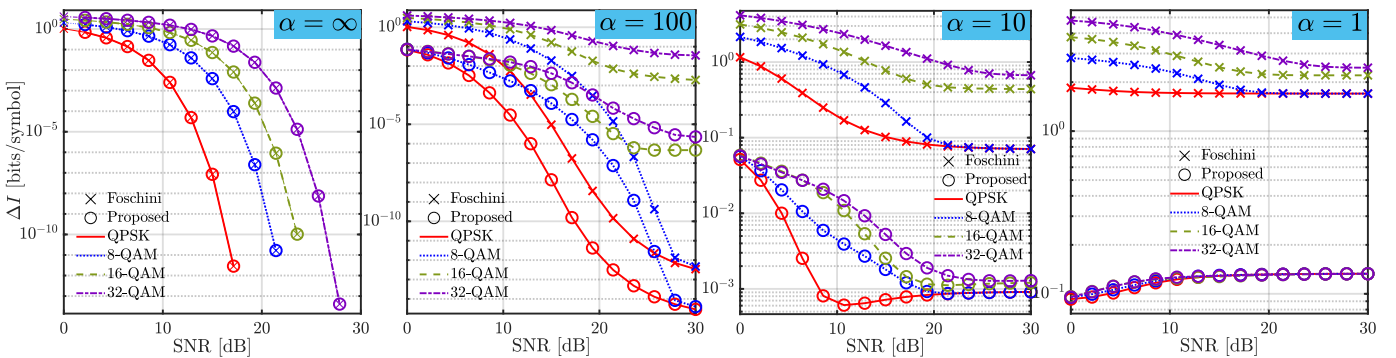 α = ∞
ΔI [bits/symbol]
10^0
10^-5
10^-10
Foschini
Proposed
QPSK
8-QAM
16-QAM
32-QAM
0
10
20
30
SNR [dB]
α = 100
10^0
10^-5
10^-10
Foschini
Proposed
QPSK
8-QAM
16-QAM
32-QAM
0
10
20
30
SNR [dB]
α = 10
10^0
10^-1
10^-2
10^-3
Foschini
Proposed
QPSK
8-QAM
16-QAM
32-QAM
0
10
20
30
SNR [dB]
α = 1
10^0
10^-1
Foschini
Proposed
QPSK
8-QAM
16-QAM
32-QAM
0
10
20
30
SNR [dB]